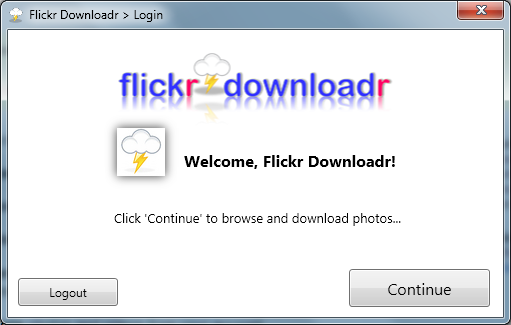 Flickr Downloadr > Login
flickr downloadr
Welcome, Flickr Downloadr!
Click 'Continue' to browse and download photos...
Logout
Continue